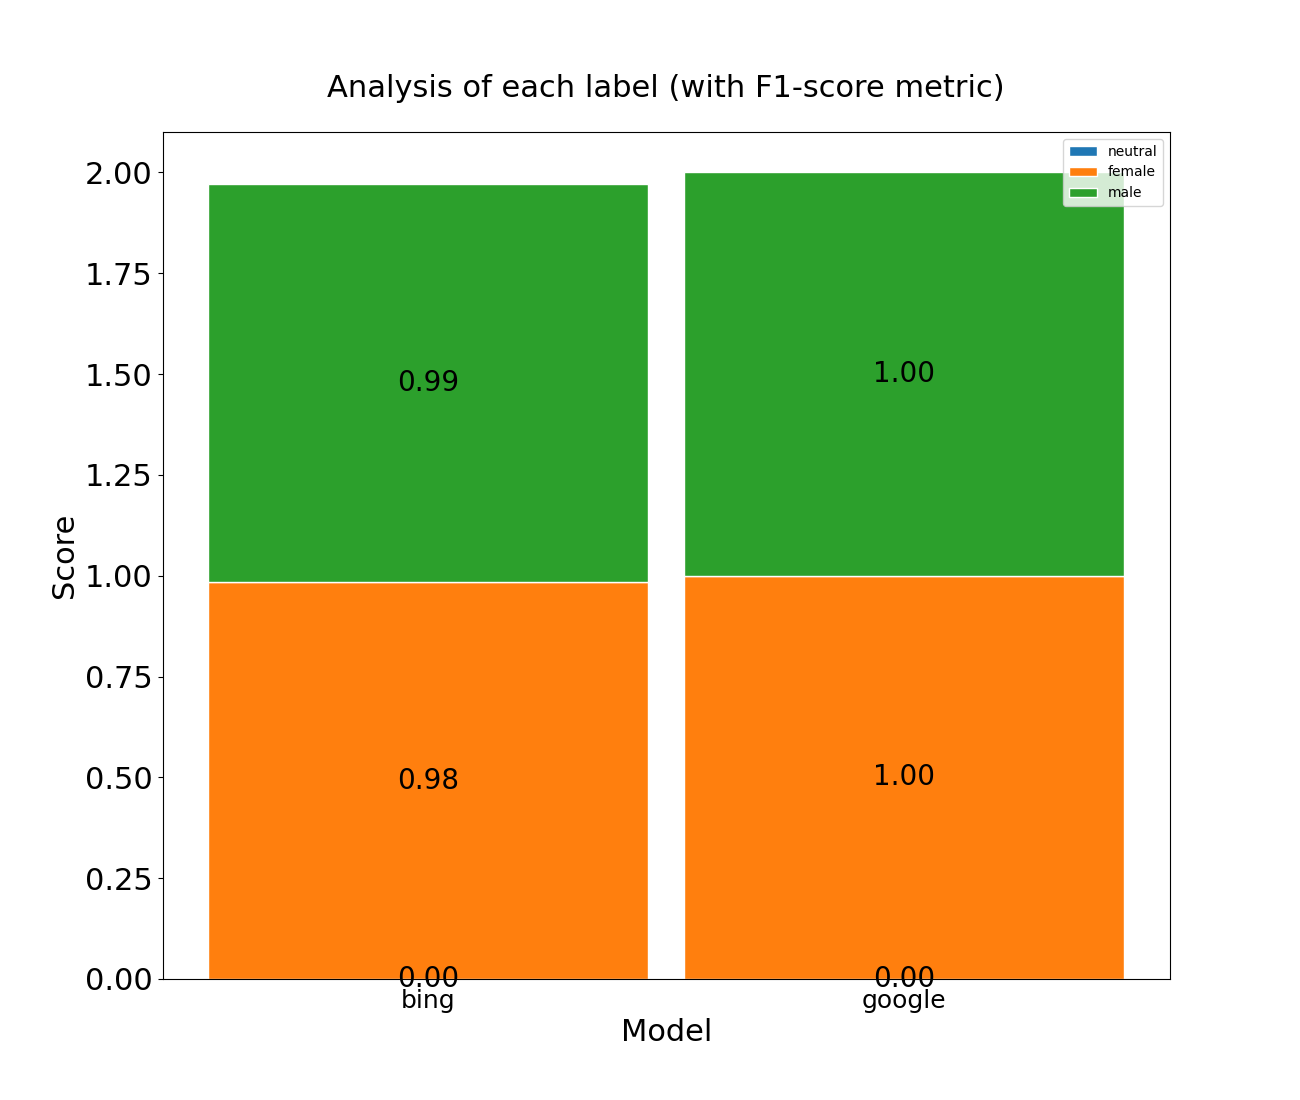 Analysis of each label (with F1-score metric)
neutral
female
male
2.00
1.75
1.50
1.25
1.00
0.75
0.50
0.25
0.00
Score
0.99
1.00
0.98
1.00
0.00
0.00
bing
google
Model